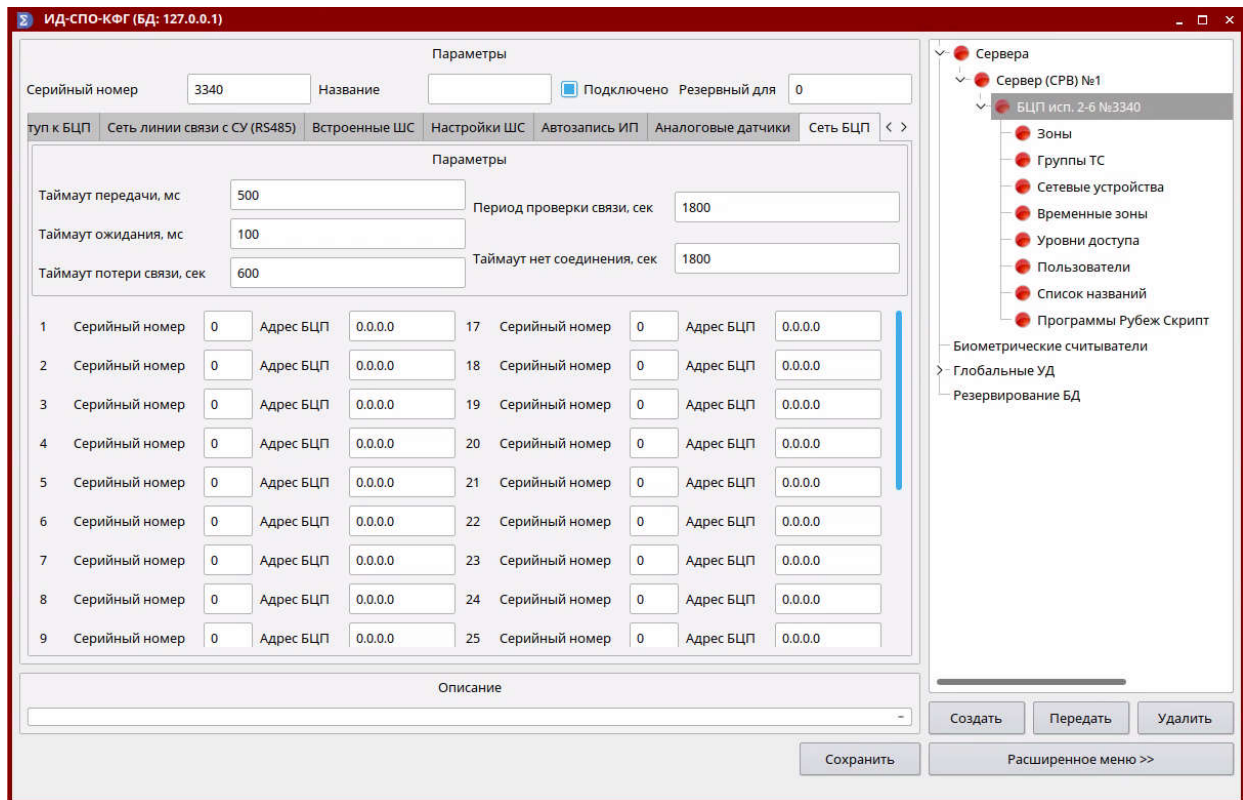 ИД-СПО-КФГ (БД: 127.0.0.1)
Параметры
Серийный номер 3340 Название Подключено Резервный для 0
туп к БЦП Сеть линии связи с СУ (RS485) Встроенные ШС Настройки ШС Автозапись ИП Аналоговые датчики Сеть БЦП < >
Параметры
Таймаут передачи, мс 500
Период проверки связи, сек 1800
Таймаут ожидания, мс 100
Таймаут нет соединения, сек 1800
Таймаут потери связи, сек 600
1 Серийный номер 0 Адрес БЦП 0.0.0.0 17 Серийный номер 0 Адрес БЦП 0.0.0.0
2 Серийный номер 0 Адрес БЦП 0.0.0.0 18 Серийный номер 0 Адрес БЦП 0.0.0.0
3 Серийный номер 0 Адрес БЦП 0.0.0.0 19 Серийный номер 0 Адрес БЦП 0.0.0.0
4 Серийный номер 0 Адрес БЦП 0.0.0.0 20 Серийный номер 0 Адрес БЦП 0.0.0.0
5 Серийный номер 0 Адрес БЦП 0.0.0.0 21 Серийный номер 0 Адрес БЦП 0.0.0.0
6 Серийный номер 0 Адрес БЦП 0.0.0.0 22 Серийный номер 0 Адрес БЦП 0.0.0.0
7 Серийный номер 0 Адрес БЦП 0.0.0.0 23 Серийный номер 0 Адрес БЦП 0.0.0.0
8 Серийный номер 0 Адрес БЦП 0.0.0.0 24 Серийный номер 0 Адрес БЦП 0.0.0.0
9 Серийный номер 0 Адрес БЦП 0.0.0.0 25 Серийный номер 0 Адрес БЦП 0.0.0.0
Описание
Сохранить
Сервера
Сервер (СРВ) №1
БЦП исп. 2-6 №3340
Зоны
Группы ТС
Сетевые устройства
Временные зоны
Уровни доступа
Пользователи
Список названий
Программы Рубеж Скрипт
Биометрические считыватели
Глобальные УД
Резервирование БД
Создать Передать Удалить
Расширенное меню >>